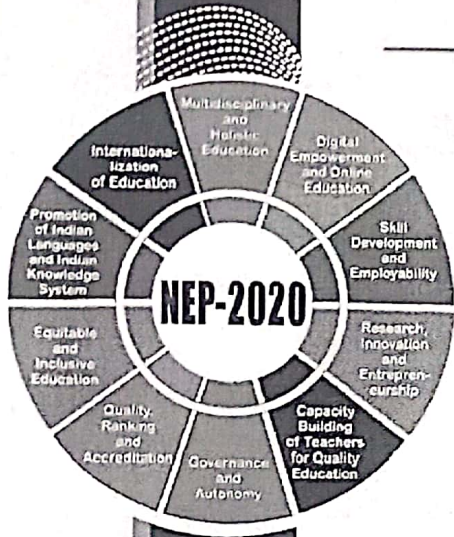 Multidisciplinary
and
Holistic
Education
Digital
Empowerment
and Online
Education
Skill
Development
and
Employability
Research,
Innovation
and
Entrepren-
eurship
Capacity
Building
of Teachers
for Quality
Education
Governance
and
Autonomy
Quality,
Ranking
and
Accreditation
Equitable
and
Inclusive
Education
Promotion
of Indian
Languages
and Indian
Knowledge
System
Internationa-
lization
of Education
NEP-2020